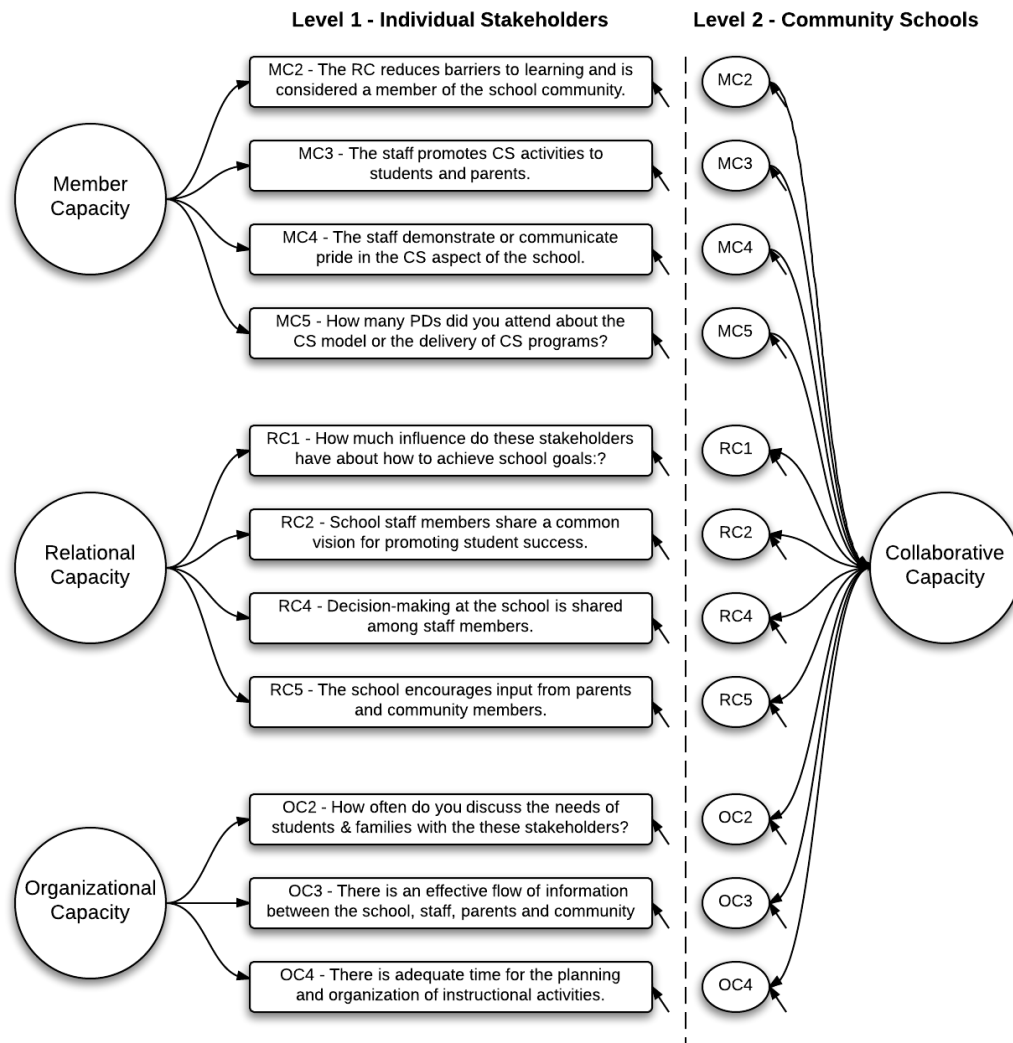 Level 1 - Individual Stakeholders
Level 2 - Community Schools
MC2 - The RC reduces barriers to learning and is
considered a member of the school community.
MC2
MC3 - The staff promotes CS activities to
students and parents.
MC3
Member
Capacity
MC4 - The staff demonstrate or communicate
pride in the CS aspect of the school.
MC4
MC5 - How many PDs did you attend about the
CS model or the delivery of CS programs?
MC5
RC1 - How much influence do these stakeholders
have about how to achieve school goals:?
RC1
RC2 - School staff members share a common
vision for promoting student success.
RC2
Relational
Capacity
Collaborative
Capacity
RC4 - Decision-making at the school is shared
among staff members.
RC4
RC5 - The school encourages input from parents
and community members.
RC5
OC2 - How often do you discuss the needs of
students & families with the these stakeholders?
OC2
Organizational
Capacity
OC3 - There is an effective flow of information
between the school, staff, parents and community
OC3
OC4 - There is adequate time for the planning
and organization of instructional activities.
OC4